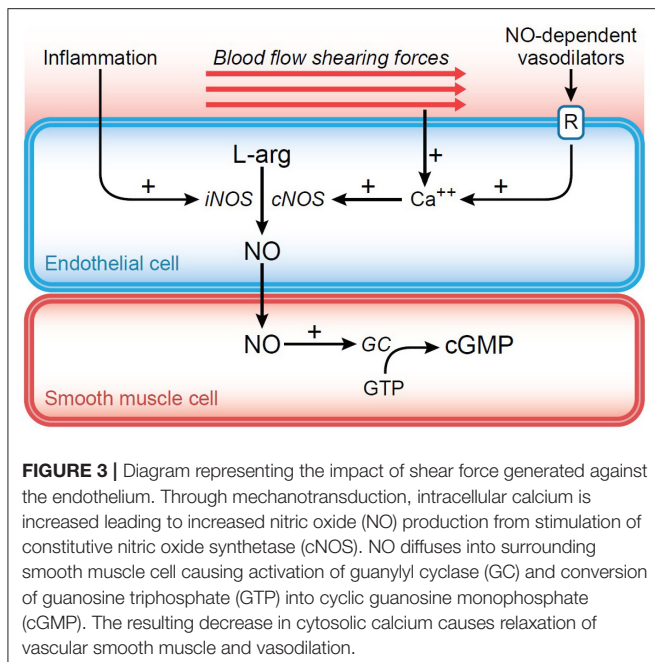 Inflammation
Blood flow shearing forces
NO-dependent
vasodilators
R
L-arg
+
+
iNOS
cNOS
+
Ca++
+
NO
Endothelial cell
NO
+
GC
cGMP
GTP
Smooth muscle cell
FIGURE 3 | Diagram representing the impact of shear force generated against
the endothelium. Through mechanotransduction, intracellular calcium is
increased leading to increased nitric oxide (NO) production from stimulation of
constitutive nitric oxide synthetase (cNOS). NO diffuses into surrounding
smooth muscle cell causing activation of guanylyl cyclase (GC) and conversion
of guanosine triphosphate (GTP) into cyclic guanosine monophosphate
(cGMP). The resulting decrease in cytosolic calcium causes relaxation of
vascular smooth muscle and vasodilation.